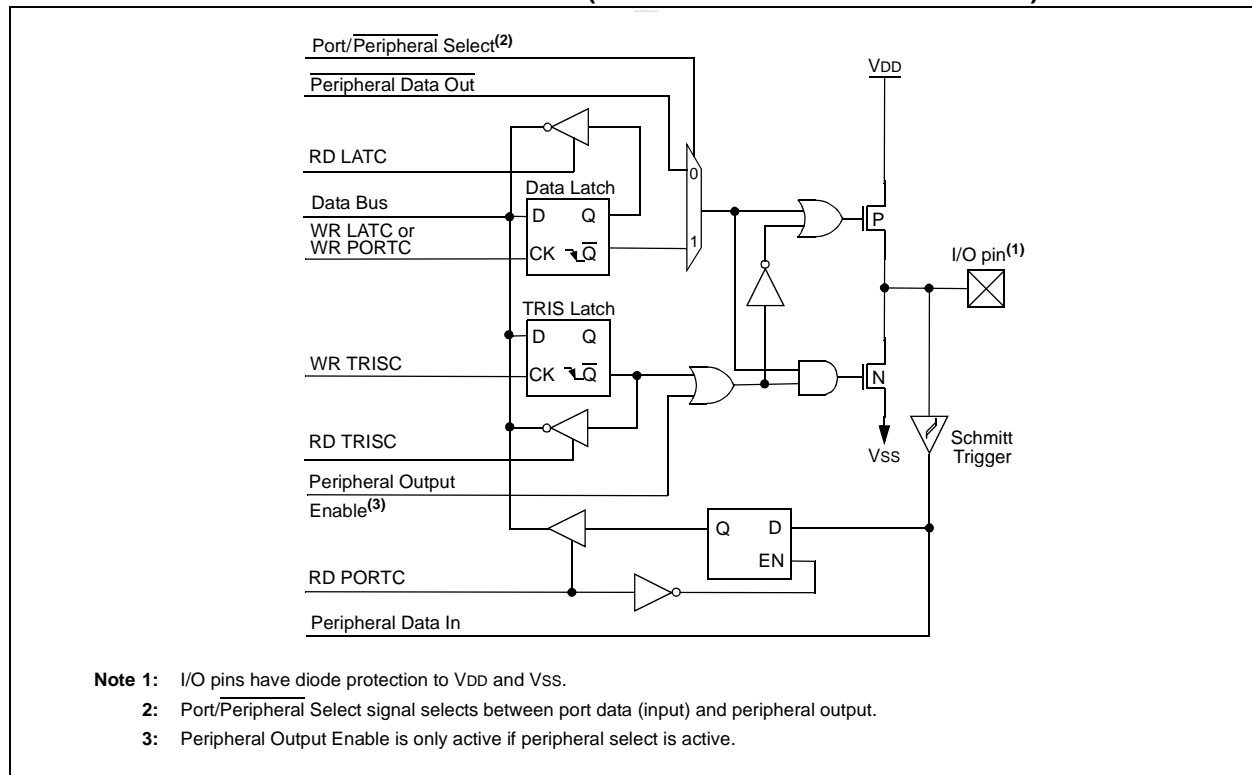 Port/Peripheral Select(2)
Peripheral Data Out
VDD
RD LATC
0
Data Latch
Data Bus
D Q
WR LATC or
WR PORTC
CK Q
1
P
I/O pin(1)
TRIS Latch
D Q
WR TRISC
CK Q
N
RD TRISC
VSS
Schmitt
Trigger
Peripheral Output
Enable(3)
Q D
EN
RD PORTC
Peripheral Data In
Note 1: I/O pins have diode protection to VDD and VSS.
2: Port/Peripheral Select signal selects between port data (input) and peripheral output.
3: Peripheral Output Enable is only active if peripheral select is active.